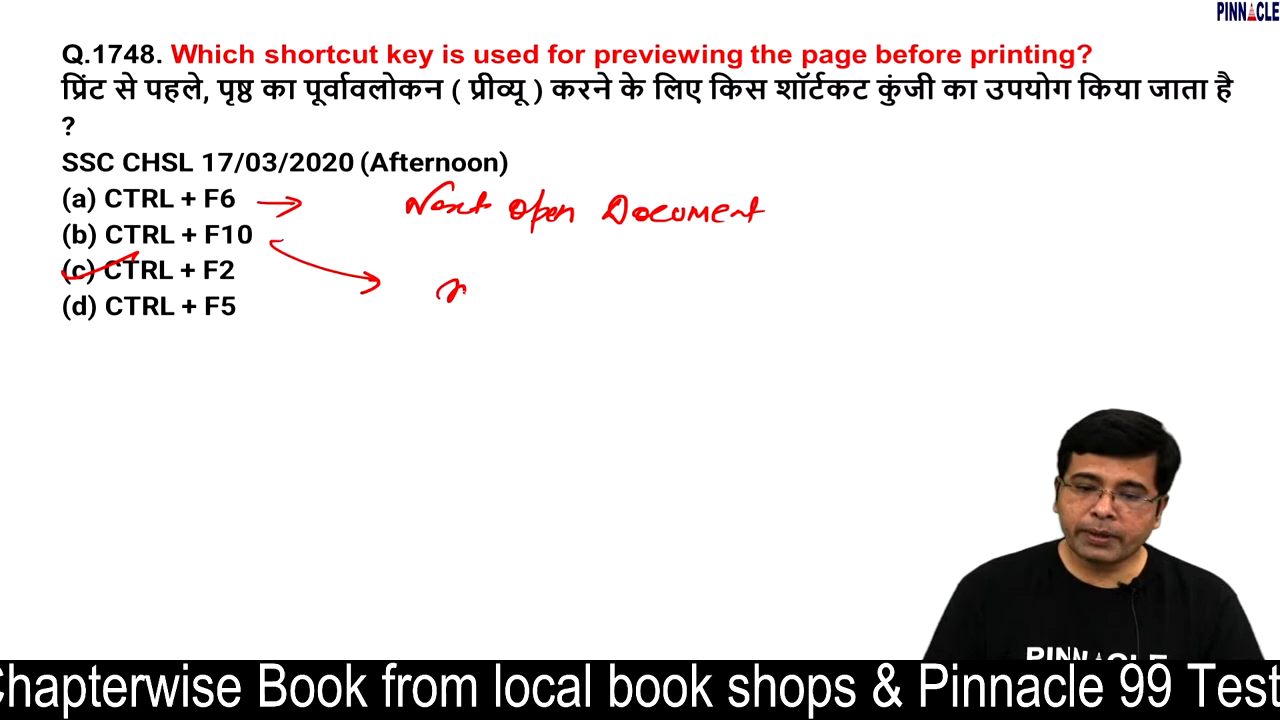 PINNACLE
Q.1748. Which shortcut key is used for previewing the page before printing?
प्रिंट से पहले, पृष्ठ का पूर्वावलोकन ( प्रीव्यू ) करने के लिए किस शॉर्टकट कुंजी का उपयोग किया जाता है
?
SSC CHSL 17/03/2020 (Afternoon)
(a) CTRL + F6
Next Open Document
(b) CTRL + F10
(c) CTRL + F2
(d) CTRL + F5
PINNACLE
Chapterwise Book from local book shops & Pinnacle 99 Test